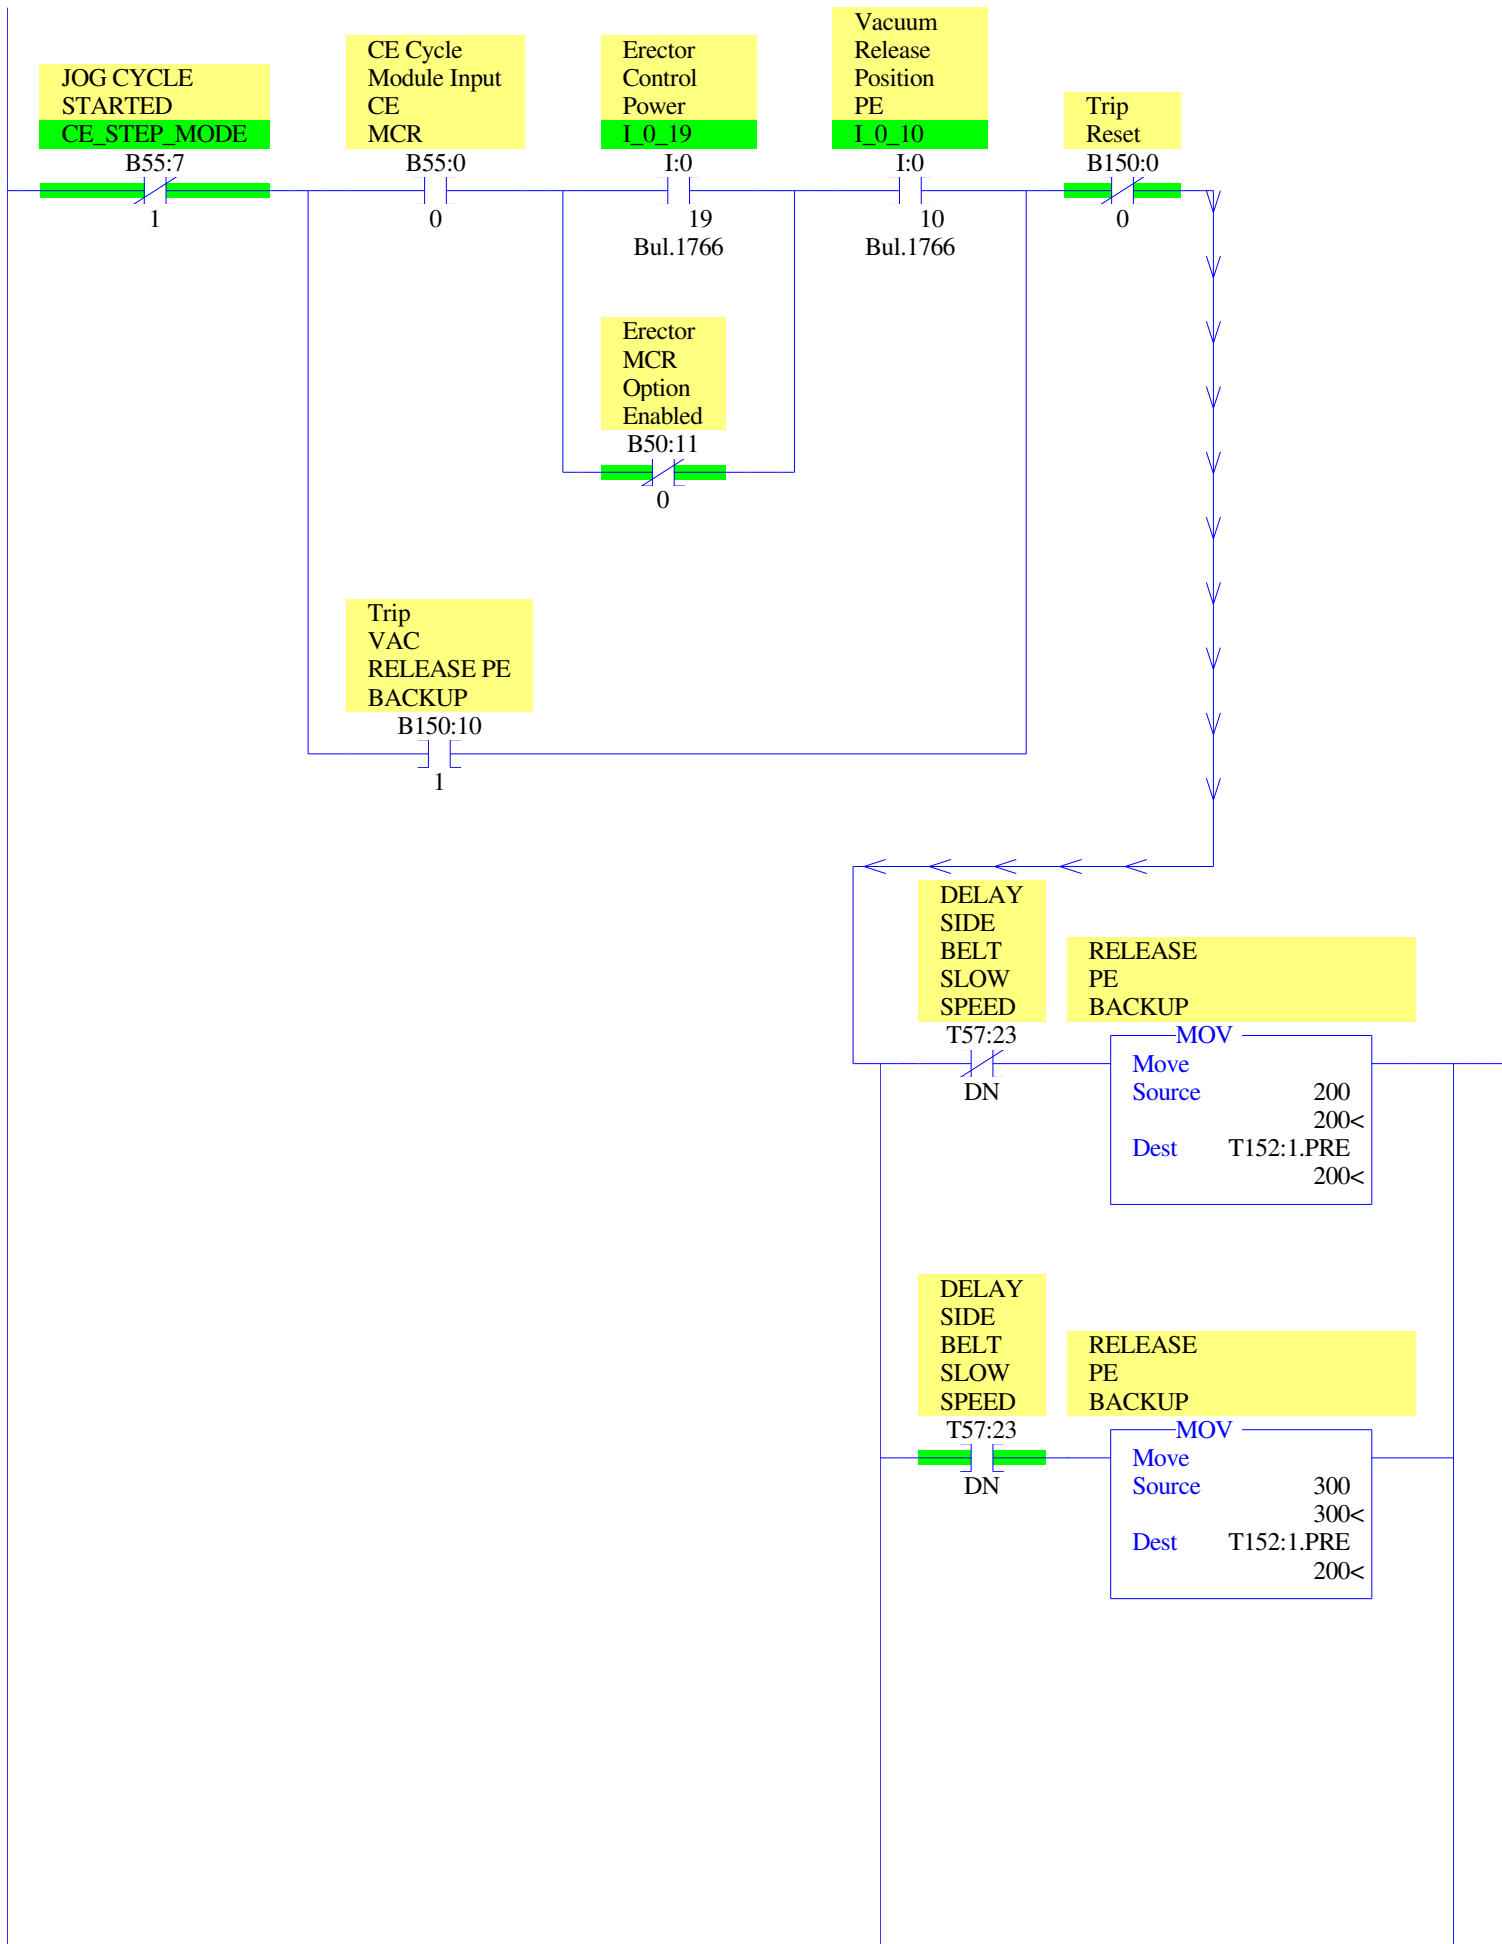 JOG CYCLE
STARTED
CE_STEP_MODE
B55:7
1
CE Cycle
Module Input
CE
MCR
B55:0
0
Erector
Control
Power
I_0_19
I:0
19
Bul.1766
Vacuum
Release
Position
PE
I_0_10
I:0
10
Bul.1766
Trip
Reset
B150:0
0
Erector
MCR
Option
Enabled
B50:11
0
Trip
VAC
RELEASE PE
BACKUP
B150:10
1
DELAY
SIDE
BELT
SLOW
SPEED
T57:23
DN
RELEASE
PE
BACKUP
MOV
Move
Source 200
200<
Dest T152:1.PRE
200<
DELAY
SIDE
BELT
SLOW
SPEED
T57:23
DN
RELEASE
PE
BACKUP
MOV
Move
Source 300
300<
Dest T152:1.PRE
200<